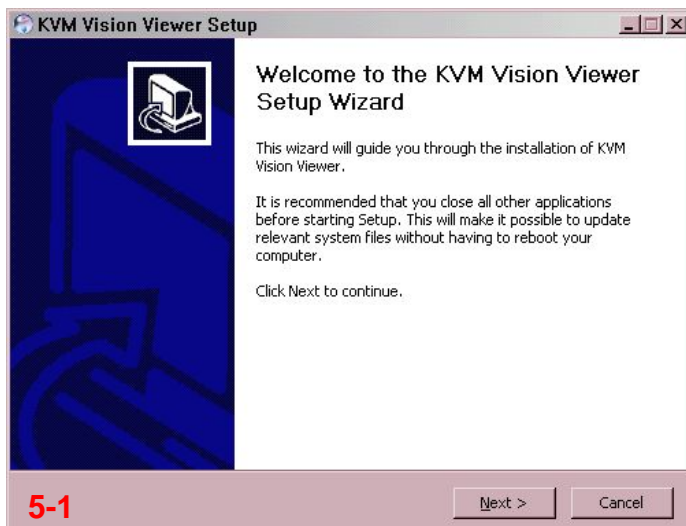 KVM Vision Viewer Setup
Welcome to the KVM Vision Viewer
Setup Wizard
This wizard will guide you through the installation of KVM
Vision Viewer.
It is recommended that you close all other applications
before starting Setup. This will make it possible to update
relevant system files without having to reboot your
computer.
Click Next to continue.
5-1
Next >
Cancel